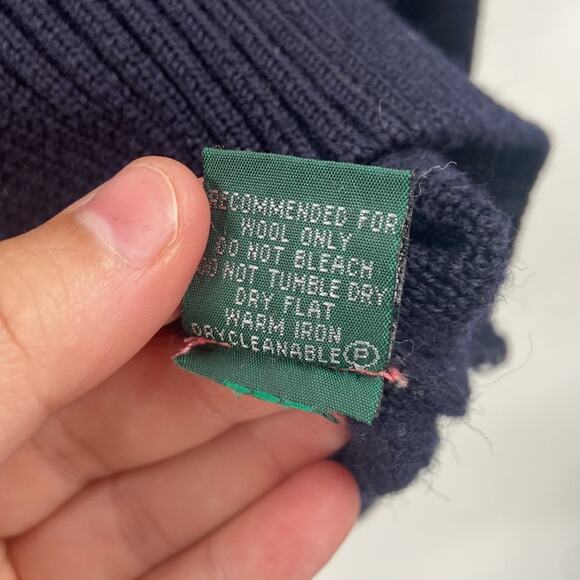 RECOMMENDED FOR
WOOL ONLY
DO NOT BLEACH
DO NOT TUMBLE DRY
DRY FLAT
WARM IRON
DRYCLEANABLE Ⓟ